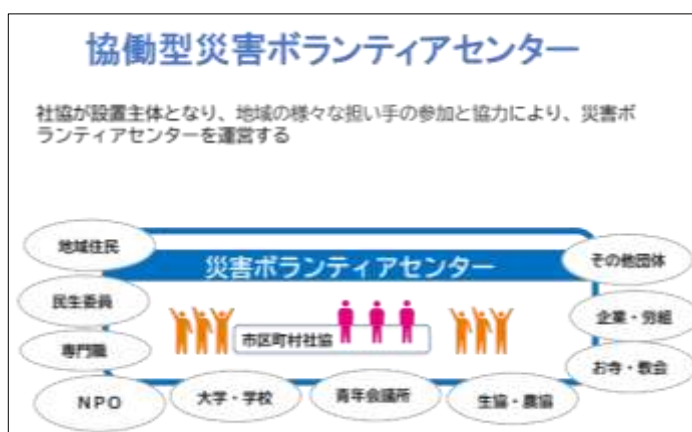 協働型災害ボランティアセンター
社協が設置主体となり、地域の様々な担い手の参加と協力により、災害ボ
ランティアセンターを運営する
地域住民
災害ボランティアセンター
その他団体
民生委員
企業・労組
市区町村社協
専門職
お寺・教会
NPO
大学・学校
青年会議所
生協・農協